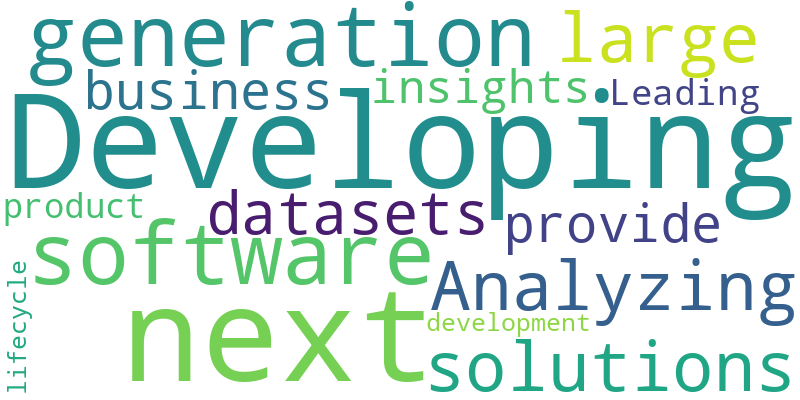 generation
large
business
insights
Leading
Developing
product
datasets
provide
software
Analyzing
next
development
solutions
lifecycle